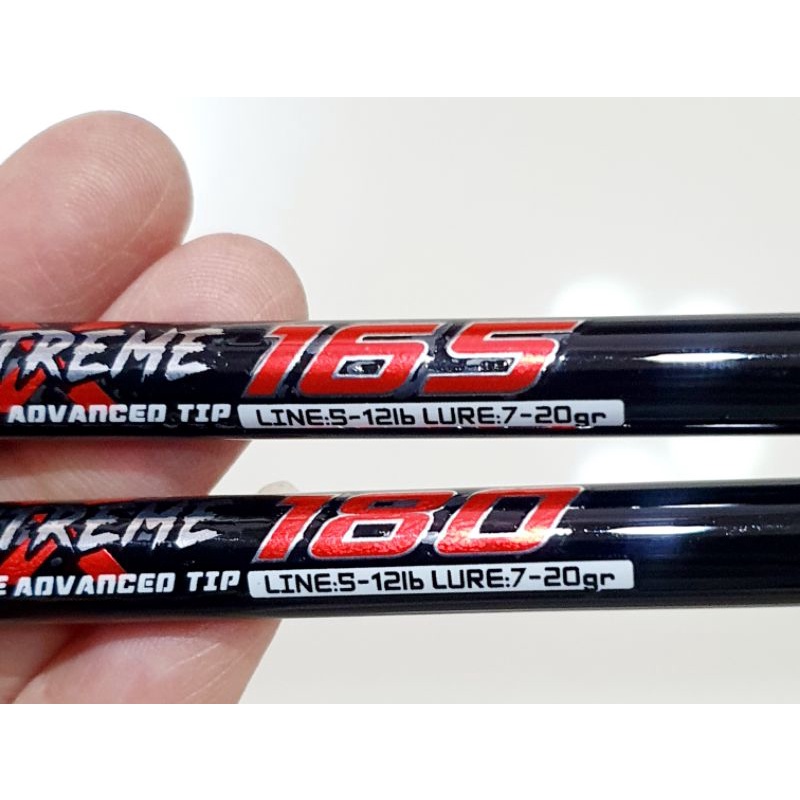 TREME 165
ADVANCED TIP LINE:5-12lb LURE:7-20gr
TREME 180
E ADVANCED TIP LINE:5-12lb LURE:7-20gr